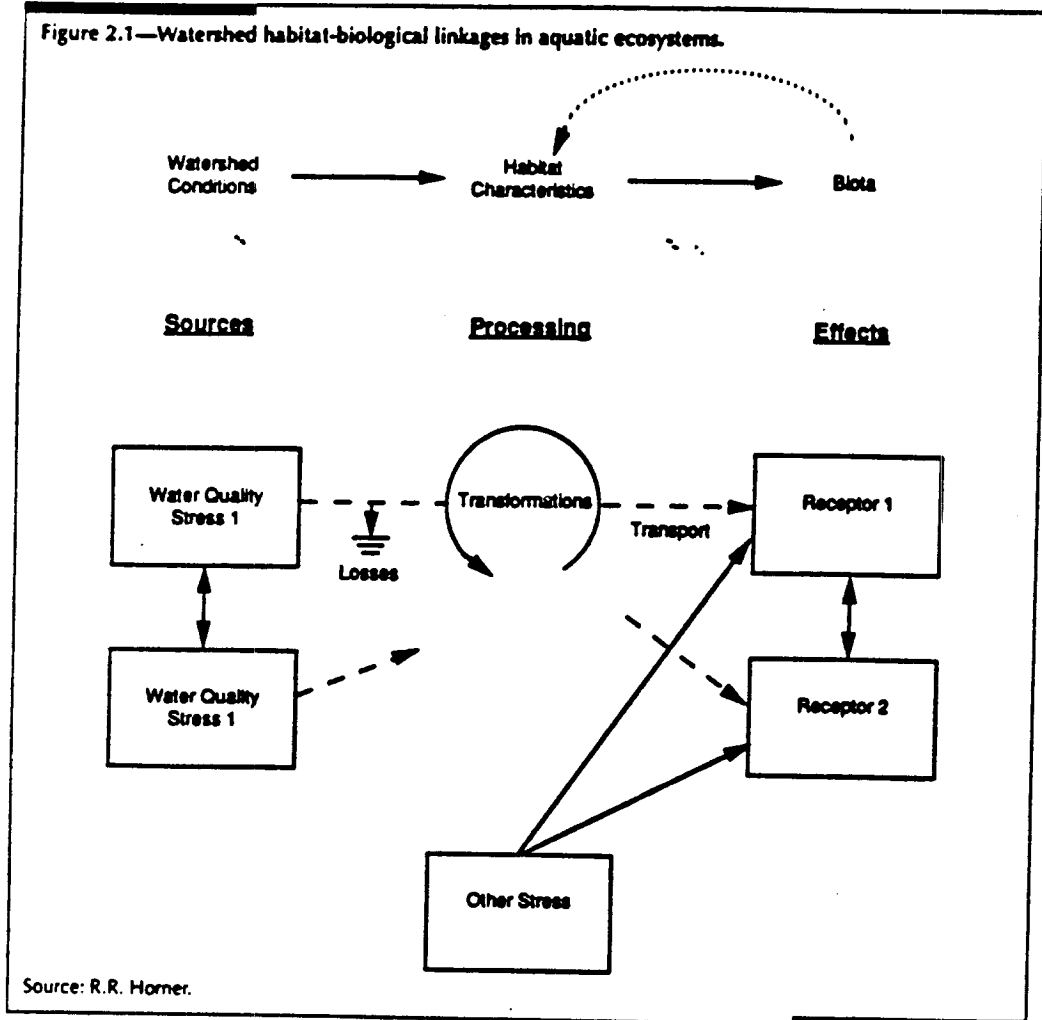 Figure 2.1—Watershed habitat-biological linkages in aquatic ecosystems.
Watershed
Conditions
Habitat
Characteristics
Biota
Sources
Processing
Effects
Water Quality
Stress 1
Losses
Transformations
Transport
Receptor 1
Water Quality
Stress 1
Receptor 2
Other Stress
Source: R.R. Horner.